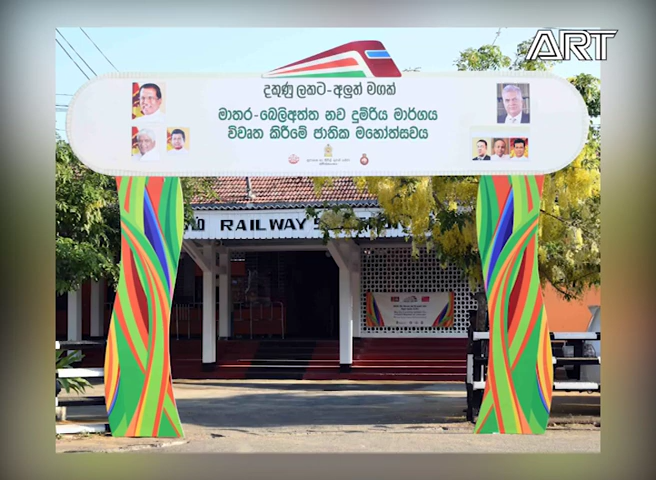 ART
දකුණු ලකට-අලුත් මගක්
මාතර-බෙලිඅත්ත නව දුම්රිය මාර්ගය
විවෘත කිරීමේ ජාතික මහෝත්සවය
RAILWAY